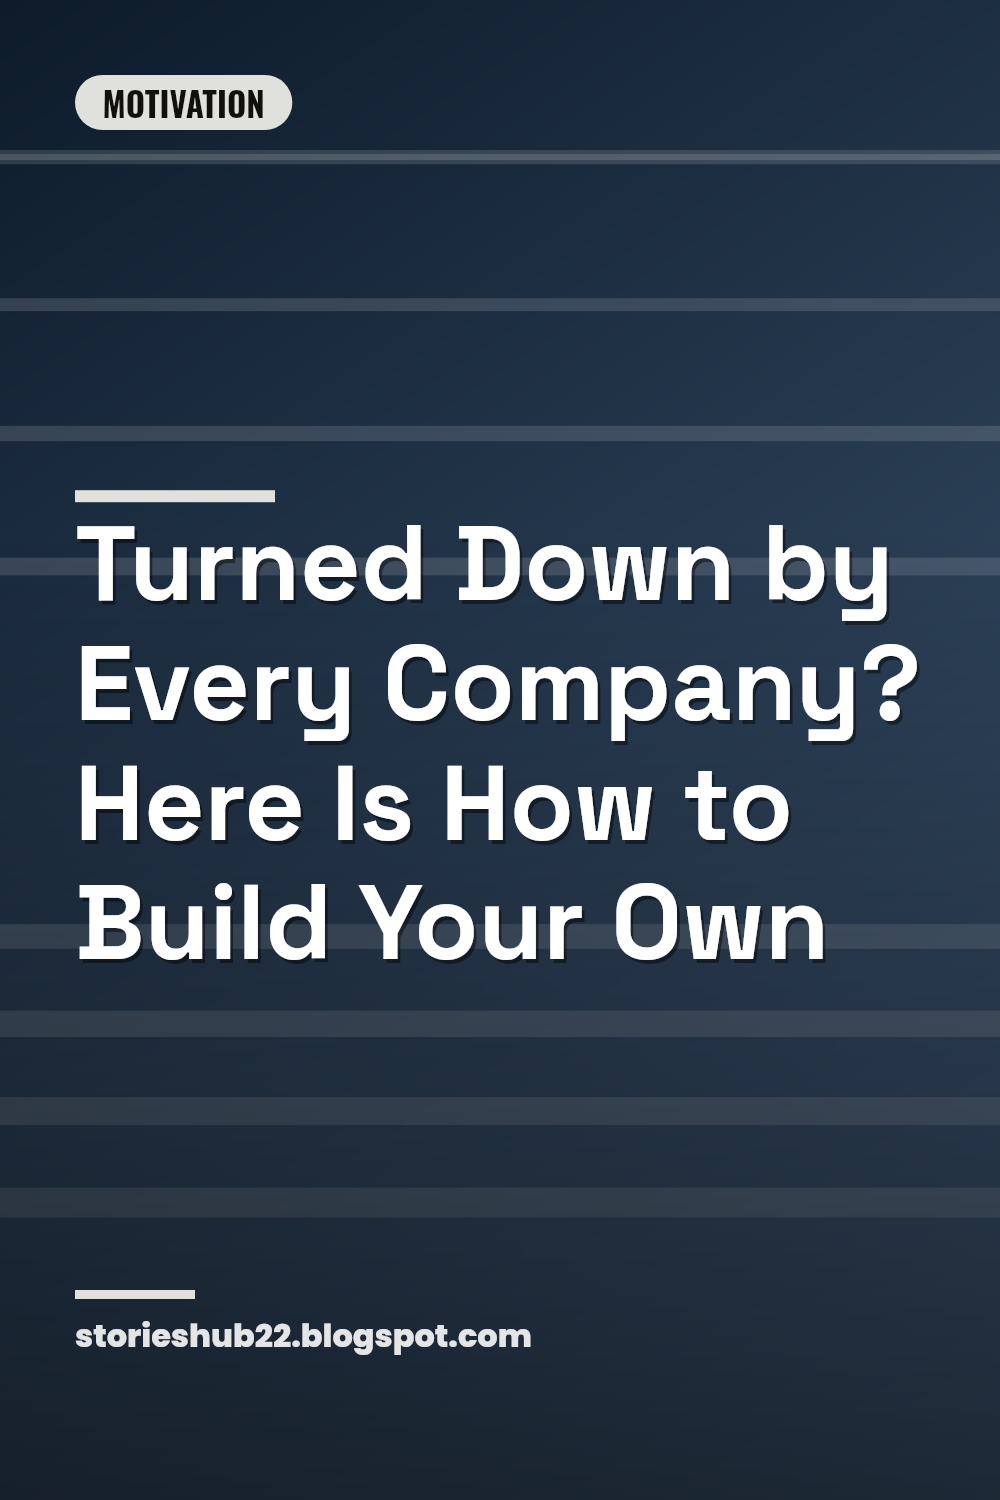 MOTIVATION
Turned Down by
Every Company?
Here Is How to
Build Your Own
storieshub22.blogspot.com